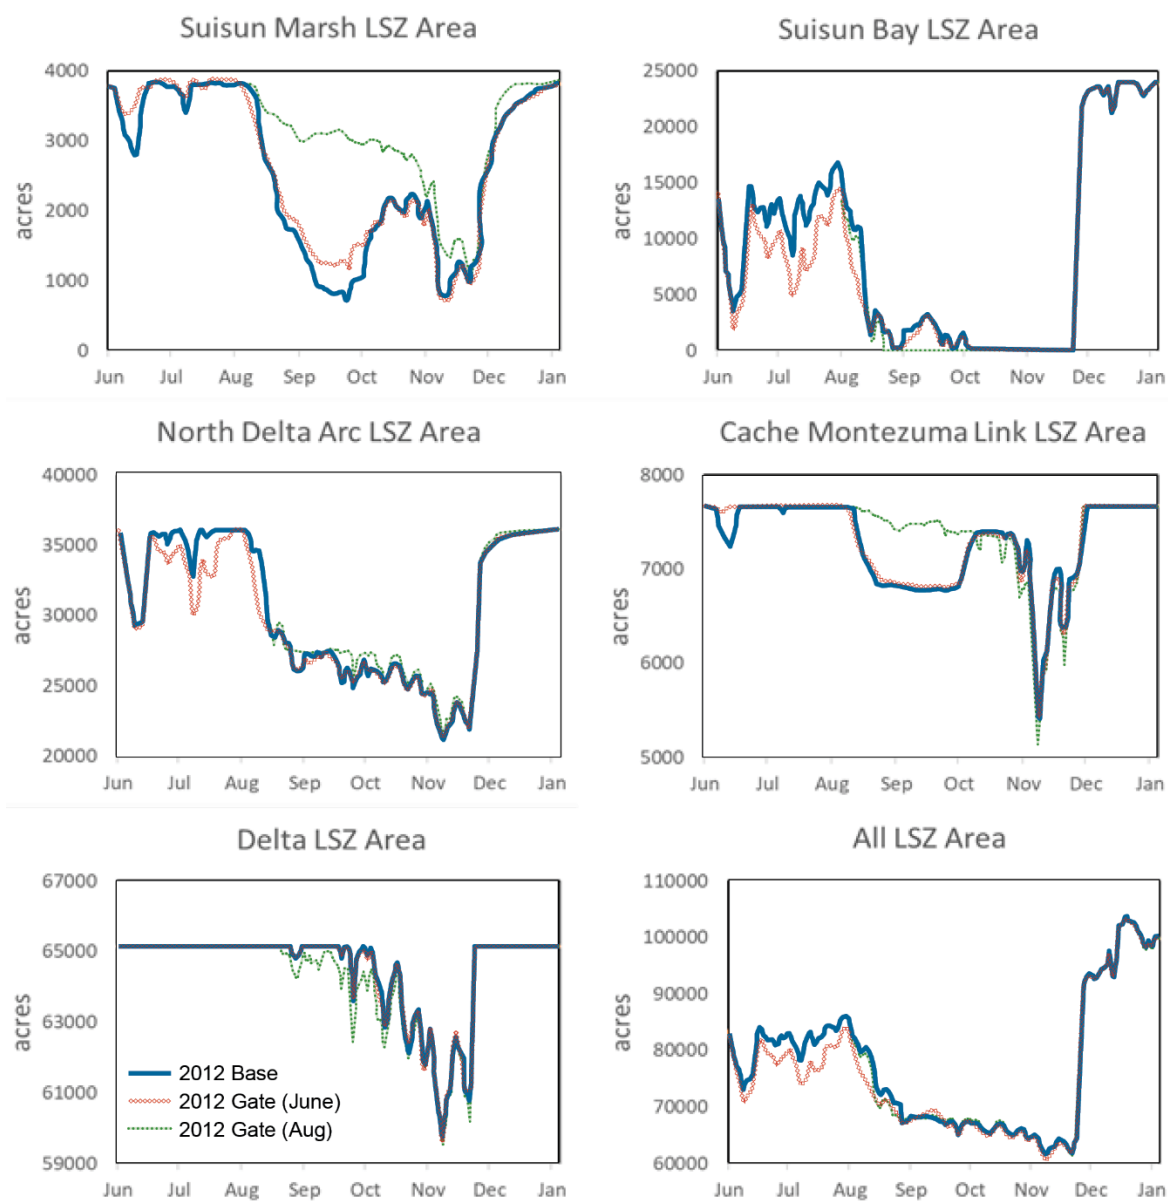 Suisun Marsh LSZ Area
4000
3000
2000
1000
0
acres
Jun Jul Aug Sep Oct Nov Dec Jan
Suisun Bay LSZ Area
25000
20000
15000
10000
5000
0
acres
Jun Jul Aug Sep Oct Nov Dec Jan
North Delta Arc LSZ Area
40000
35000
30000
25000
20000
acres
Jun Jul Aug Sep Oct Nov Dec Jan
Cache Montezuma Link LSZ Area
8000
7000
6000
5000
acres
Jun Jul Aug Sep Oct Nov Dec Jan
Delta LSZ Area
67000
65000
63000
61000
59000
acres
2012 Base
2012 Gate (June)
2012 Gate (Aug)
Jun Jul Aug Sep Oct Nov Dec Jan
All LSZ Area
110000
100000
90000
80000
70000
60000
acres
Jun Jul Aug Sep Oct Nov Dec Jan